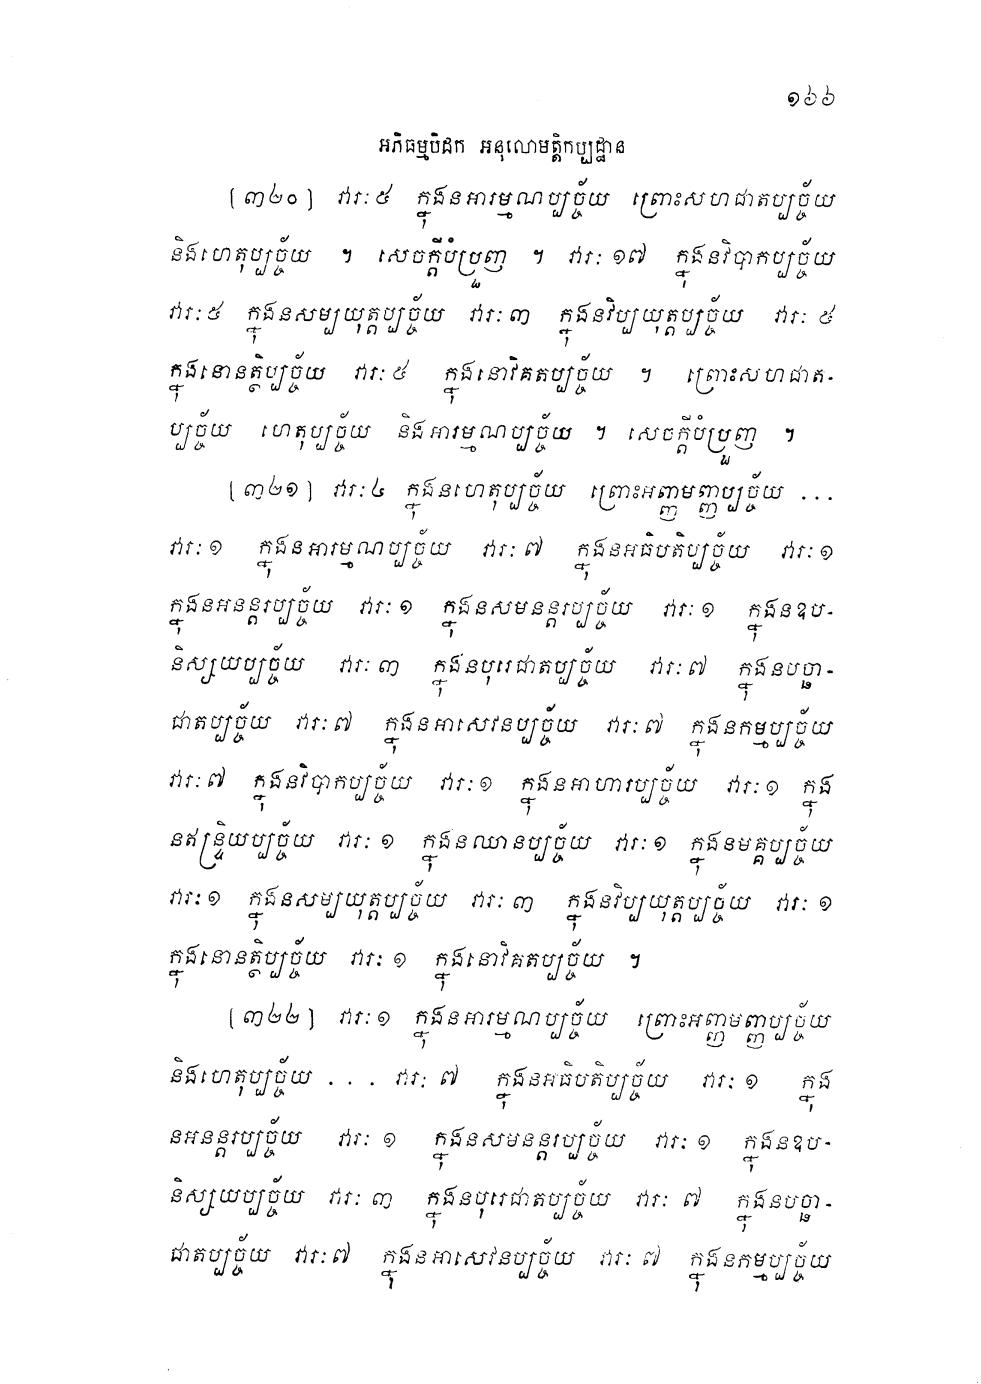 ១៦៦
អភិធម្មបិដក អនុលោមត្តិកប្បដ្ឋាន
[៣២០] វារៈ ៥ ក្នុងនអារម្មណប្បច្ច័យ ព្រោះសហជាតប្បច្ច័យ
និងហេតុប្បច្ច័យ ។ សេចក្តីបំប្រួញ ។ វារៈ ១៧ ក្នុងនវិបាកប្បច្ច័យ
វារៈ ៥ ក្នុងនសម្បយុត្តប្បច្ច័យ វារៈ ៣ ក្នុងនវិប្បយុត្តប្បច្ច័យ វារៈ ៥
ក្នុងនោនត្ថិប្បច្ច័យ វារៈ ៥ ក្នុងនោវិគតប្បច្ច័យ ។ ព្រោះសហជាត-
ប្បច្ច័យ ហេតុប្បច្ច័យ និងអារម្មណប្បច្ច័យ ។ សេចក្តីបំប្រួញ ។
[៣២១] វារៈ ៤ ក្នុងនហេតុប្បច្ច័យ ព្រោះអញ្ញមញ្ញប្បច្ច័យ ...
វារៈ ១ ក្នុងនអារម្មណប្បច្ច័យ វារៈ ៧ ក្នុងនអធិបតិប្បច្ច័យ វារៈ ១
ក្នុងនអនន្តរប្បច្ច័យ វារៈ ១ ក្នុងនសមនន្តរប្បច្ច័យ វារៈ ១ ក្នុងនឧប-
និស្សយប្បច្ច័យ វារៈ ៣ ក្នុងនបុរេជាតប្បច្ច័យ វារៈ ៧ ក្នុងនបច្ឆា-
ជាតប្បច្ច័យ វារៈ ៧ ក្នុងនអាសេវនប្បច្ច័យ វារៈ ៧ ក្នុងនកម្មប្បច្ច័យ
វារៈ ៧ ក្នុងនវិបាកប្បច្ច័យ វារៈ ១ ក្នុងនអាហារប្បច្ច័យ វារៈ ១ ក្នុង
នឥន្ទ្រិយប្បច្ច័យ វារៈ ១ ក្នុងនឈានប្បច្ច័យ វារៈ ១ ក្នុងនមគ្គប្បច្ច័យ
វារៈ ១ ក្នុងនសម្បយុត្តប្បច្ច័យ វារៈ ៣ ក្នុងនវិប្បយុត្តប្បច្ច័យ វារៈ ១
ក្នុងនោនត្ថិប្បច្ច័យ វារៈ ១ ក្នុងនោវិគតប្បច្ច័យ ។
[៣២២] វារៈ ១ ក្នុងនអារម្មណប្បច្ច័យ ព្រោះអញ្ញមញ្ញប្បច្ច័យ
និងហេតុប្បច្ច័យ ... វារៈ ៧ ក្នុងនអធិបតិប្បច្ច័យ វារៈ ១ ក្នុង
នអនន្តរប្បច្ច័យ វារៈ ១ ក្នុងនសមនន្តរប្បច្ច័យ វារៈ ១ ក្នុងនឧប-
និស្សយប្បច្ច័យ វារៈ ៣ ក្នុងនបុរេជាតប្បច្ច័យ វារៈ ៧ ក្នុងនបច្ឆា-
ជាតប្បច្ច័យ វារៈ ៧ ក្នុងនអាសេវនប្បច្ច័យ វារៈ ៧ ក្នុងនកម្មប្បច្ច័យ